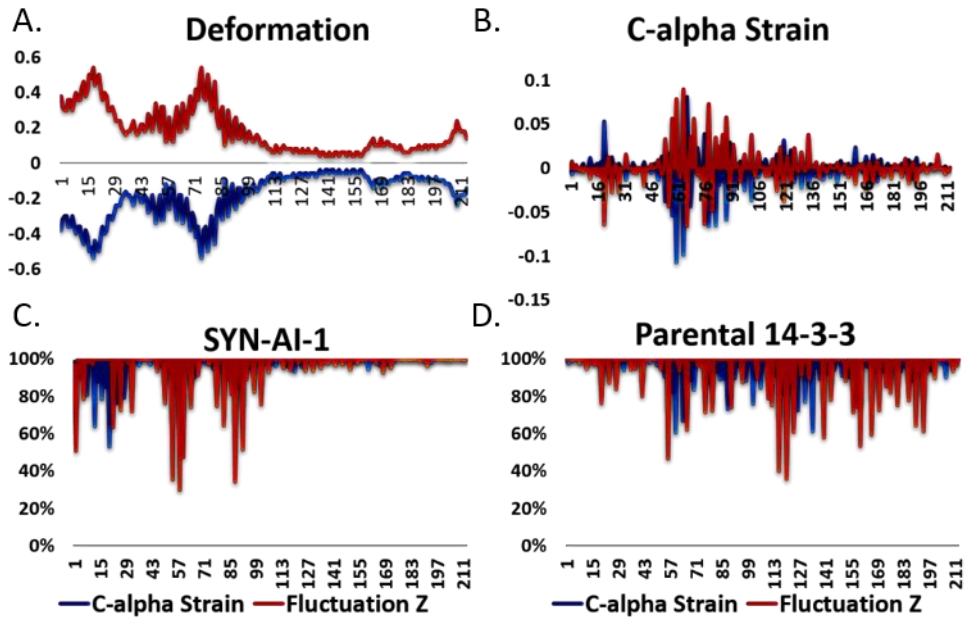 A.
Deformation
0.6
0.4
0.2
0
-0.2
-0.4
-0.6
1 15 29 43 57 71 85 99 113 127 141 155 169 183 197 211
B.
C-alpha Strain
0.1
0.05
0
-0.05
-0.1
-0.15
1 16 31 46 61 76 91 106 121 136 151 166 181 196 211
C.
SYN-AI-1
100%
80%
60%
40%
20%
0%
1 15 29 43 57 71 85 99 113 127 141 155 169 183 197 211
C-alpha Strain Fluctuation Z
D.
Parental 14-3-3
100%
80%
60%
40%
20%
0%
1 15 29 43 57 71 85 99 113 127 141 155 169 183 197 211
C-alpha Strain Fluctuation Z